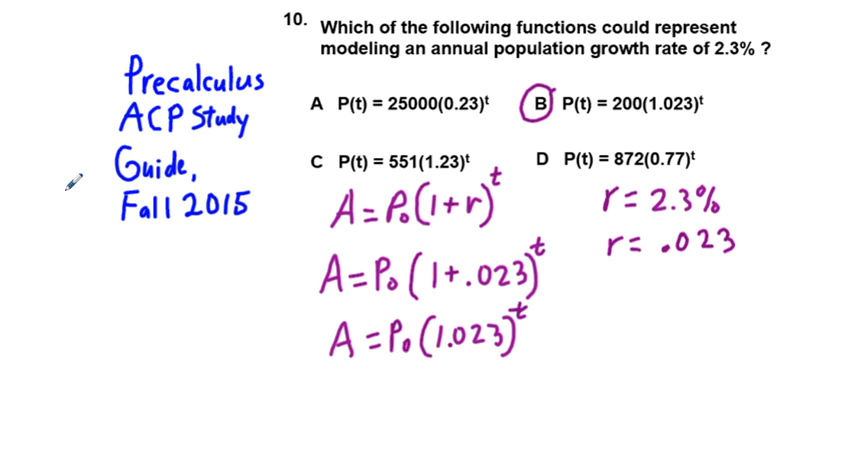 10. Which of the following functions could represent
modeling an annual population growth rate of 2.3% ?
Precalculus
ACP Study
Guide,
Fall 2015
A P(t) = 25000(0.23)ᵗ B P(t) = 200(1.023)ᵗ
C P(t) = 551(1.23)ᵗ D P(t) = 872(0.77)ᵗ
A = P₀(1+r)ᵗ r = 2.3%
A = P₀(1+.023)ᵗ r = .023
A = P₀(1.023)ᵗ